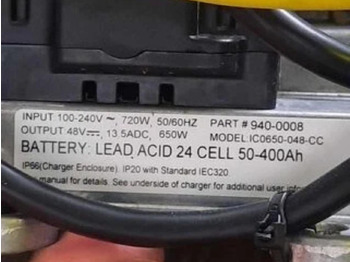 INPUT 100-240V ~, 720W, 50/60HZ PART # 940-0008
OUTPUT: 48V⎓ 13.5ADC, 650W MODEL: IC0650-048-CC
BATTERY: LEAD ACID 24 CELL 50-400Ah
IP66(Charger Enclosure). IP20 with Standard IEC320
ing details. See underside of charger for additional